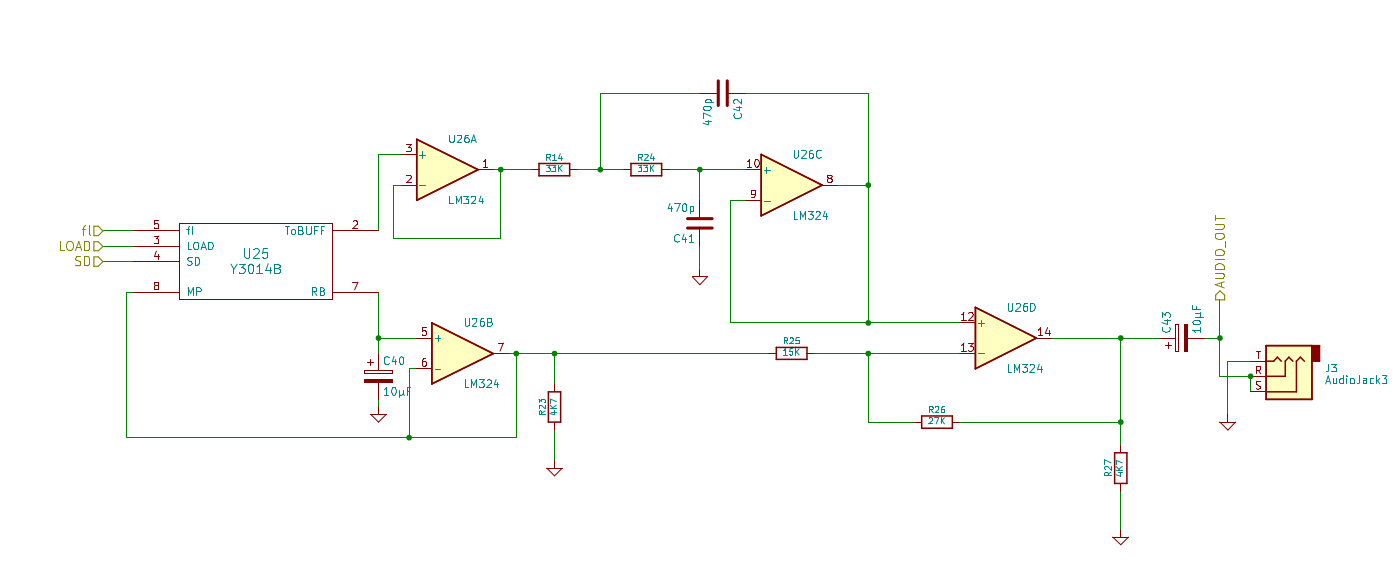 470p
C42
U26A
3
+
2
−
1
LM324
R14
33K
R24
33K
U26C
10
+
9
−
8
LM324
470p
C41
fl
LOAD
SD
5
3
4
8
fl
LOAD
SD
MP
U25
Y3014B
ToBUFF
RB
2
7
U26B
5
+
6
−
7
LM324
+
C40
10µF
R23
4K7
R25
15K
U26D
12
+
13
−
14
LM324
R26
27K
R27
4K7
C43
10µF
+
AUDIO_OUT
T
R
S
J3
AudioJack3